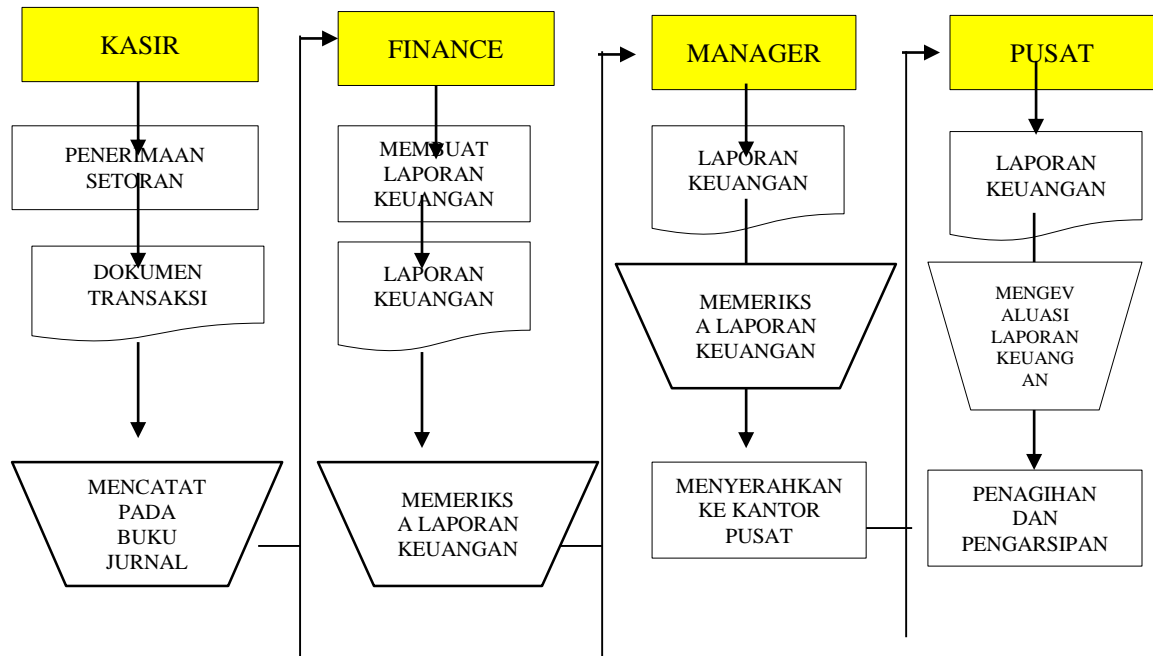 KASIR
PENERIMAAN
SETORAN
DOKUMEN
TRANSAKSI
MENCATAT
PADA
BUKU
JURNAL
FINANCE
MEMBUAT
LAPORAN
KEUANGAN
LAPORAN
KEUANGAN
MEMERIKS
A LAPORAN
KEUANGAN
MANAGER
LAPORAN
KEUANGAN
MEMERIKS
A LAPORAN
KEUANGAN
MENYERAHKAN
KE KANTOR
PUSAT
PUSAT
LAPORAN
KEUANGAN
MENGEV
ALUASI
LAPORAN
KEUANG
AN
PENAGIHAN
DAN
PENGARSIPAN